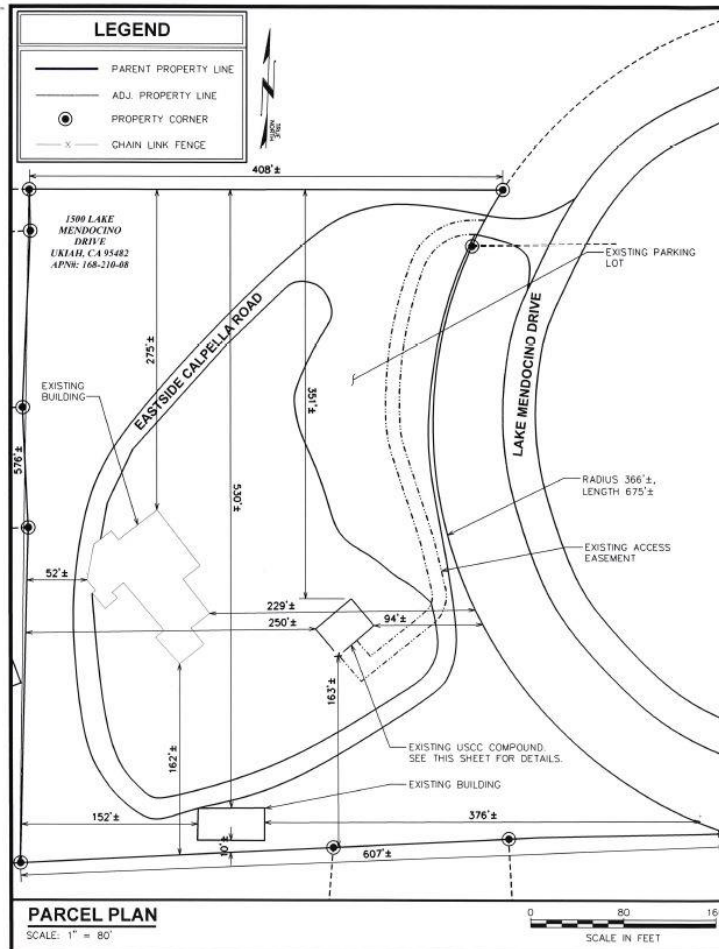 LEGEND
PARENT PROPERTY LINE
ADJ. PROPERTY LINE
PROPERTY CORNER
X
CHAIN LINK FENCE
N
TRUE
NORTH
408'±
1500 LAKE
MENDOCINO
DRIVE
UKIAH, CA 95482
APN#: 168-210-08
EXISTING PARKING
LOT
EASTSIDE CALPELLA ROAD
LAKE MENDOCINO DRIVE
275'±
EXISTING
BUILDING
351'±
576'±
530'±
RADIUS 366'±,
LENGTH 675'±
EXISTING ACCESS
EASEMENT
52'±
229'±
250'±
94'±
163'±
162'±
EXISTING USCC COMPOUND.
SEE THIS SHEET FOR DETAILS.
EXISTING BUILDING
152'±
376'±
10'±
607'±
PARCEL PLAN
SCALE: 1" = 80'
0
80
SCALE IN FEET